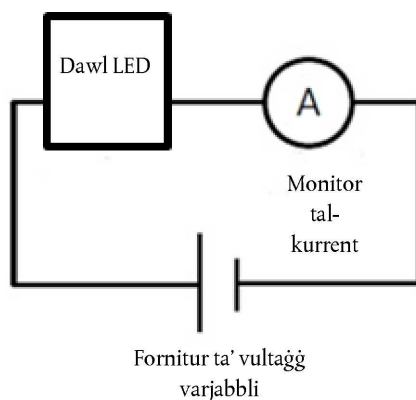 Dawl LED
A
Monitor
tal-
kurrent
Fornitur ta' vultaġġ
varjabbli